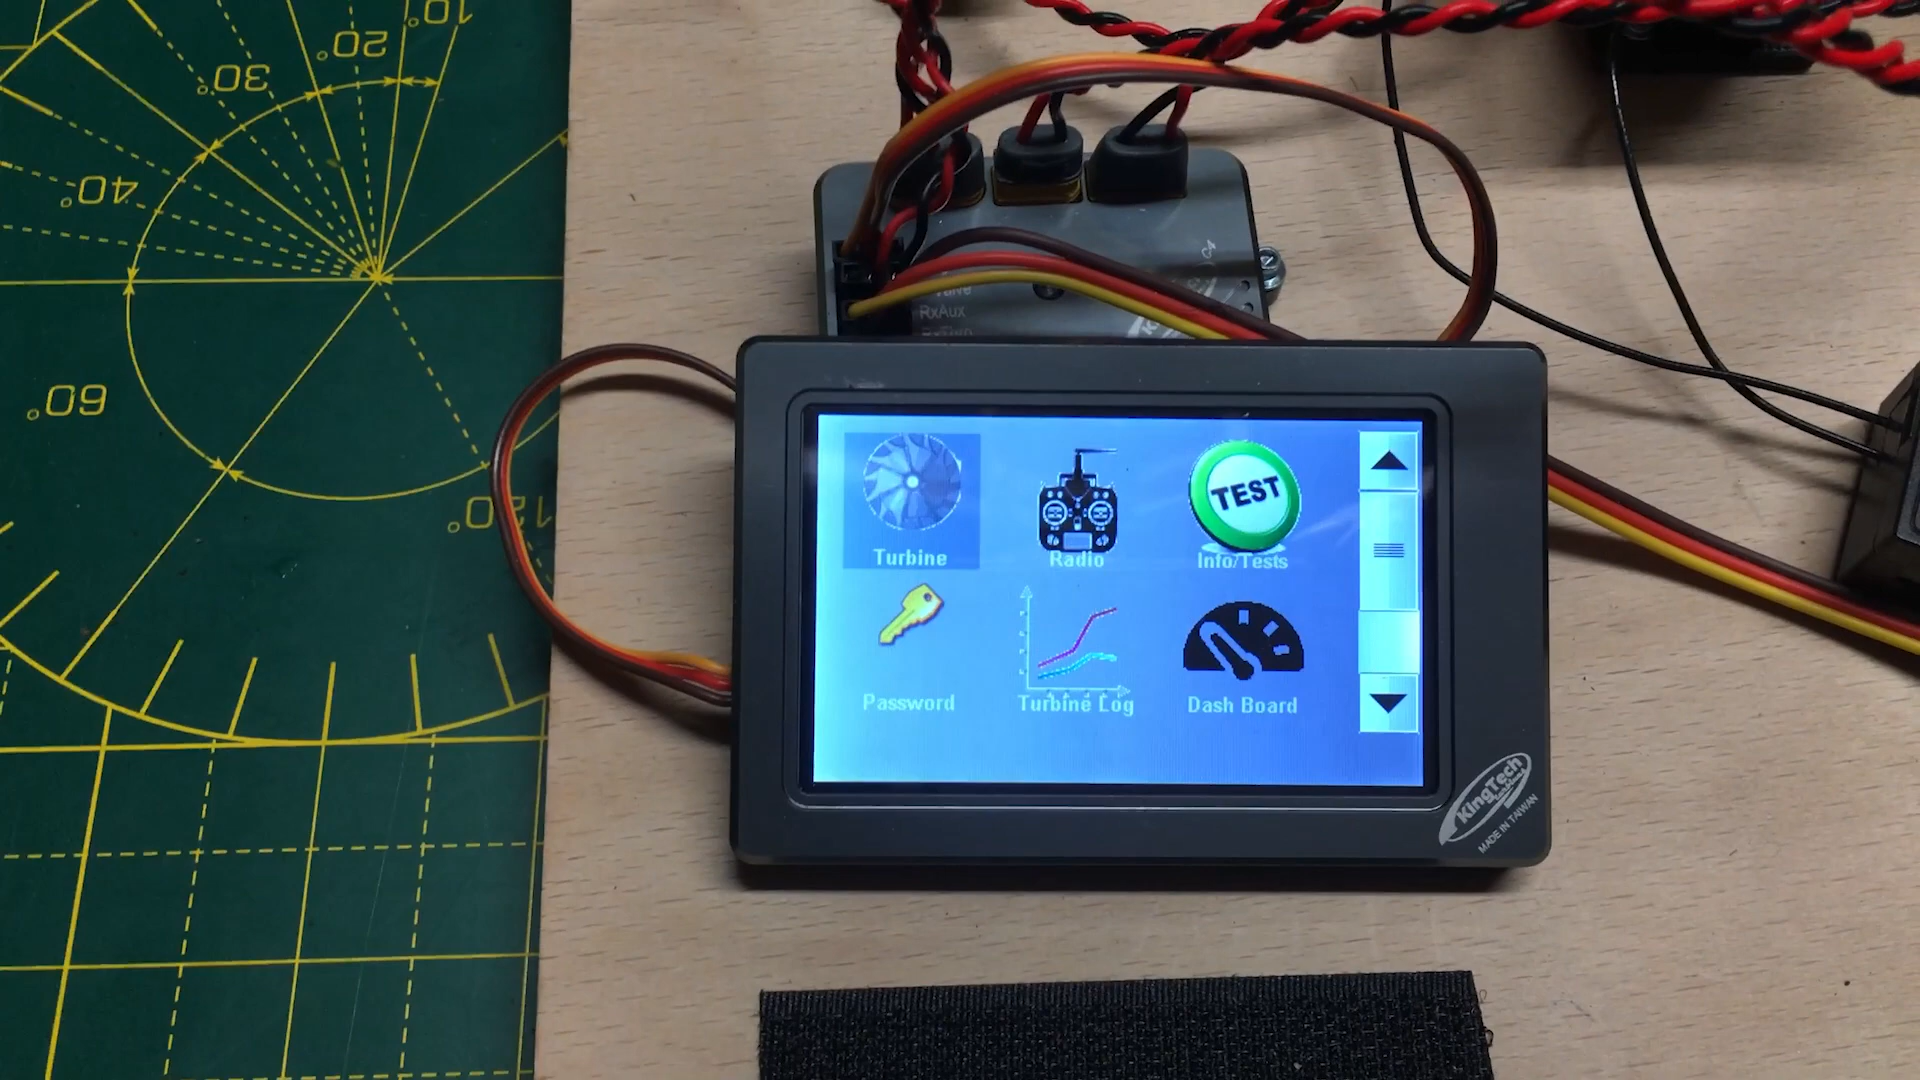 10°
20°
30°
40°
60°
120°
C4
RxAux
Turbine
Radio
TEST
Info/Tests
Password
Turbine Log
Dash Board
KingTech
MADE IN TAIWAN